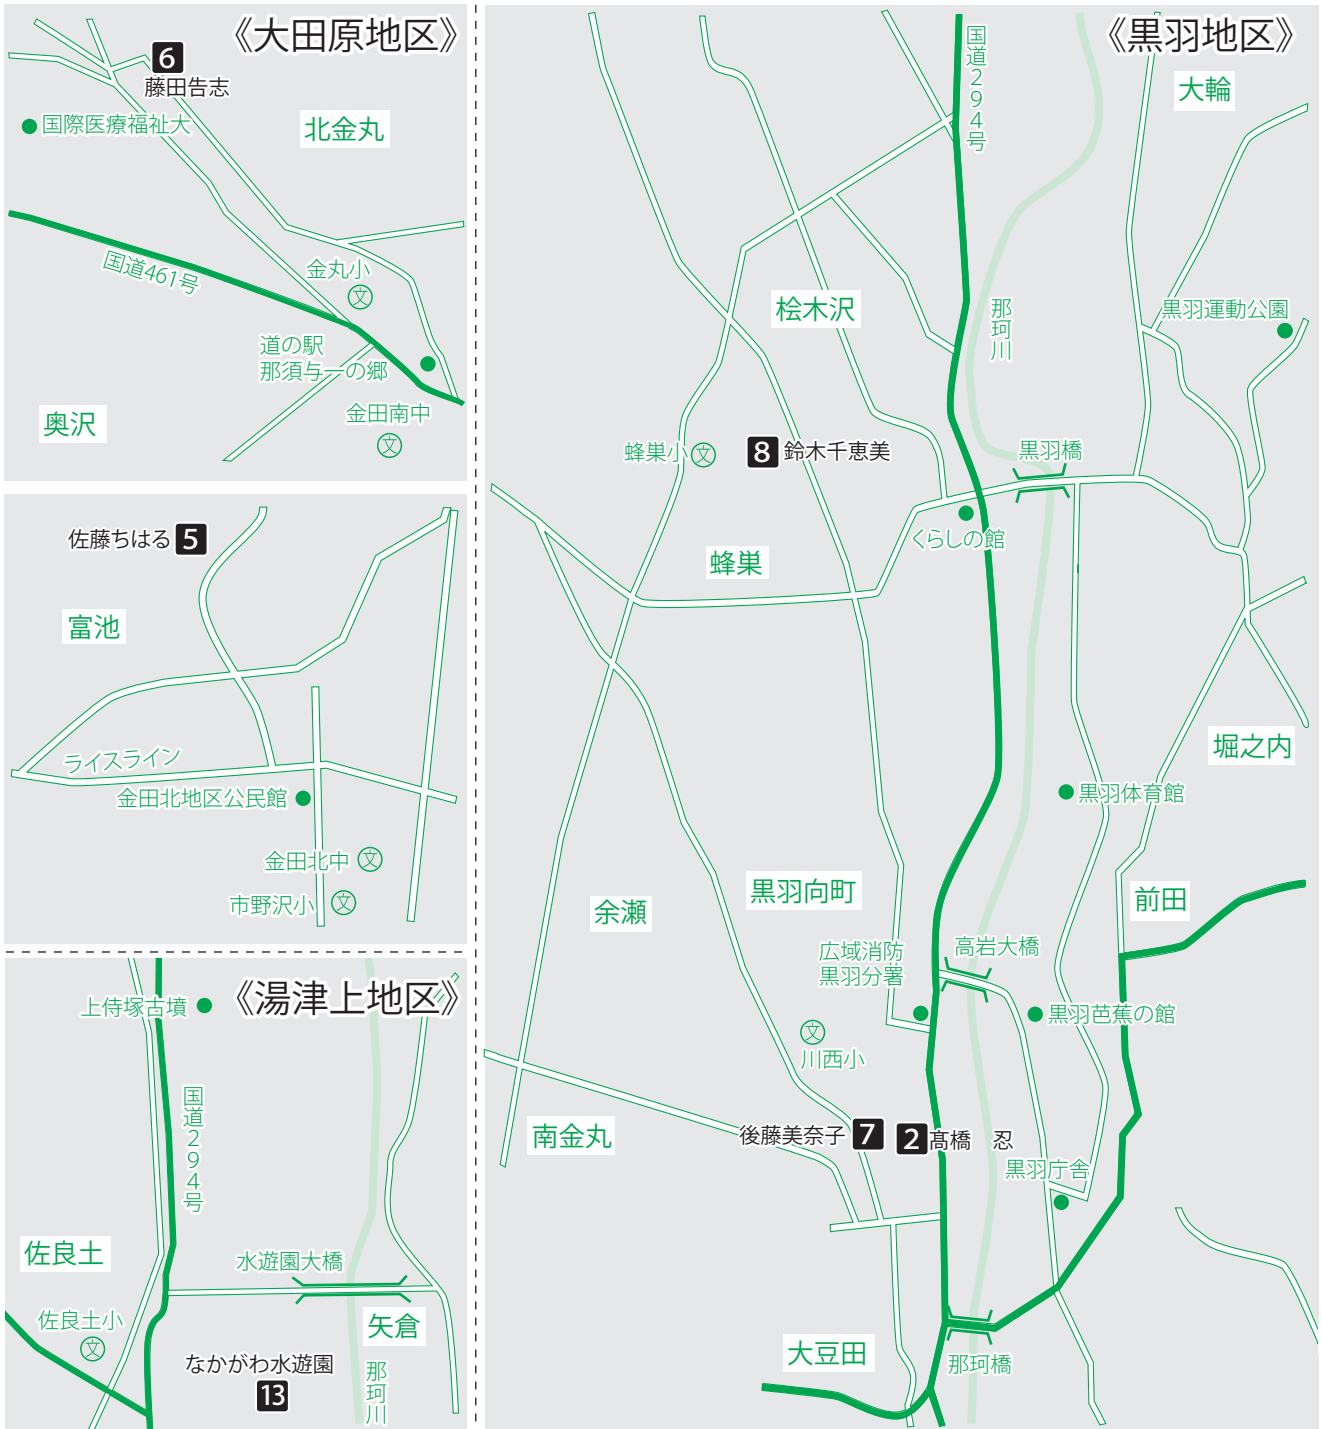 《大田原地区》
6
藤田告志
国際医療福祉大
北金丸
国道461号
金丸小
文
道の駅
那須与一の郷
金田南中
文
奥沢
佐藤ちはる 5
富池
ライスライン
金田北地区公民館
金田北中 文
市野沢小 文
《湯津上地区》
上侍塚古墳
国道294号
佐良土
水遊園大橋
佐良土小
文
矢倉
なかがわ水遊園
13
那珂川
《黒羽地区》
国道294号
大輪
桧木沢
那珂川
黒羽運動公園
蜂巣小 文
8 鈴木千恵美
黒羽橋
くらしの館
蜂巣
堀之内
黒羽体育館
黒羽向町
前田
余瀬
広域消防
黒羽分署
高岩大橋
黒羽芭蕉の館
文
川西小
南金丸
後藤美奈子 7
2 髙橋　忍
黒羽庁舎
大豆田
那珂橋